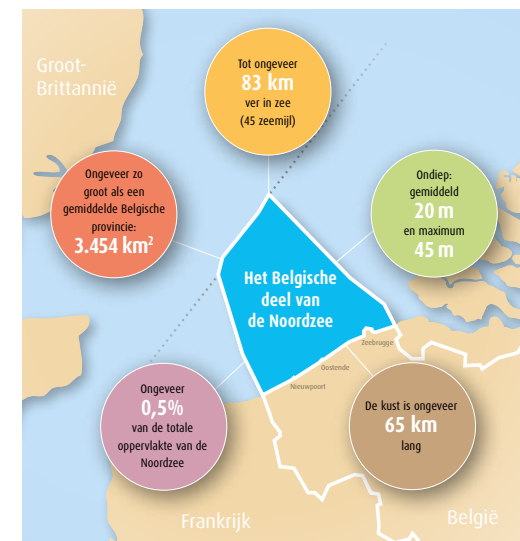 Groot-
Brittannië
Tot ongeveer
83 km
ver in zee
(45 zeemijl)
Ongeveer zo
groot als een
gemiddelde Belgische
provincie:
3.454 km²
Ondiep:
gemiddeld
20 m
en maximum
45 m
Het Belgische
deel van
de Noordzee
Zeebrugge
Oostende
Nieuwpoort
Ongeveer
0,5%
van de totale
oppervlakte van de
Noordzee
De kust is ongeveer
65 km
lang
Frankrijk
België